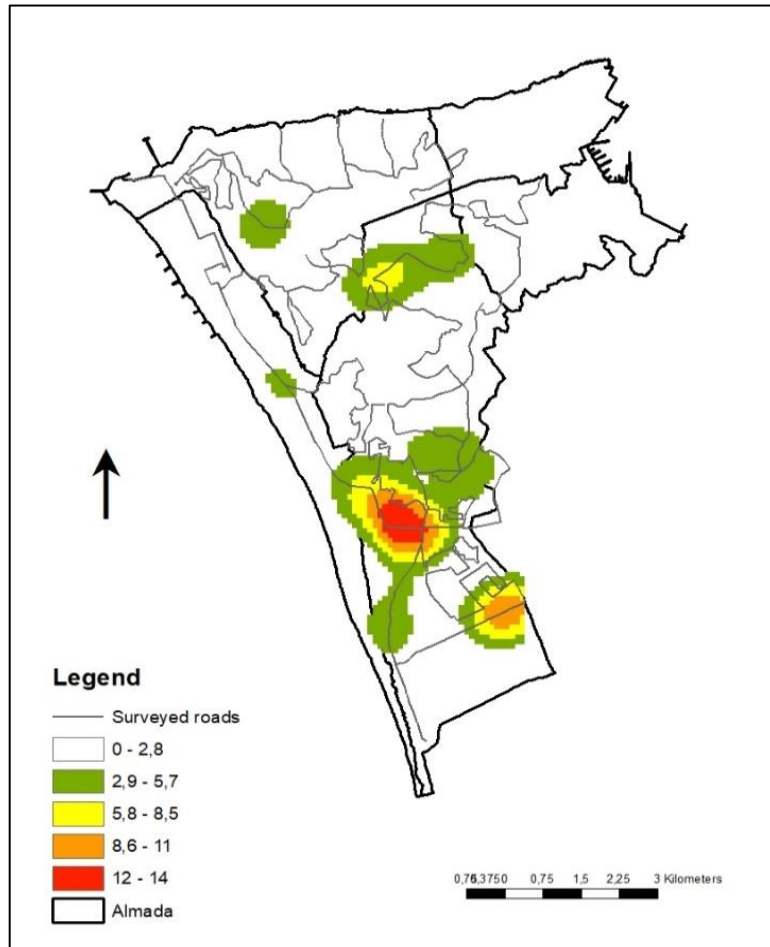 Legend
Surveyed roads
0 - 2,8
2,9 - 5,7
5,8 - 8,5
8,6 - 11
12 - 14
Almada
0,75 1,5 2,25 3 Kilometers